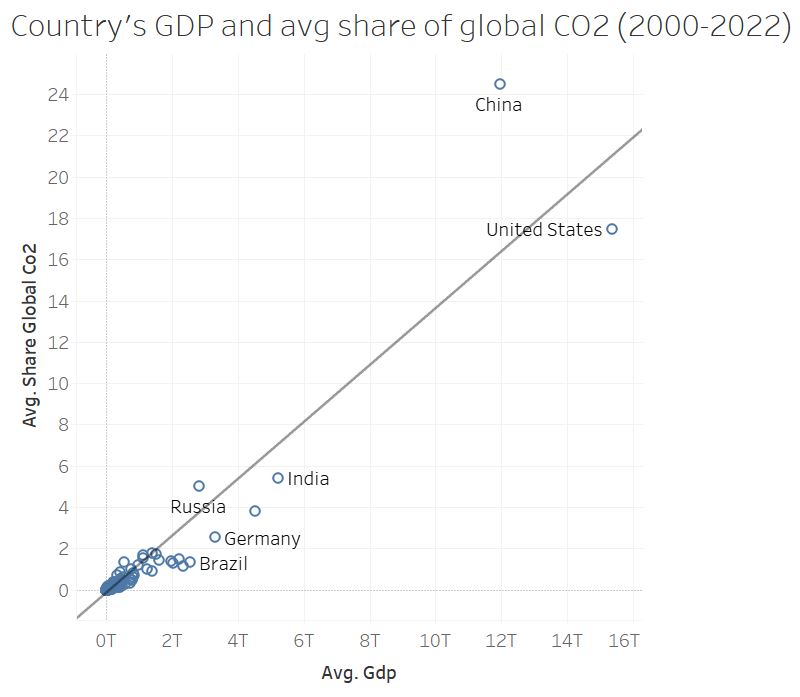 Country's GDP and avg share of global CO2 (2000-2022)
24
China
22
20
18
United States
16
14
12
10
8
6
India
Russia
4
Germany
2
Brazil
0
Avg. Share Global Co2
0T 2T 4T 6T 8T 10T 12T 14T 16T
Avg. Gdp